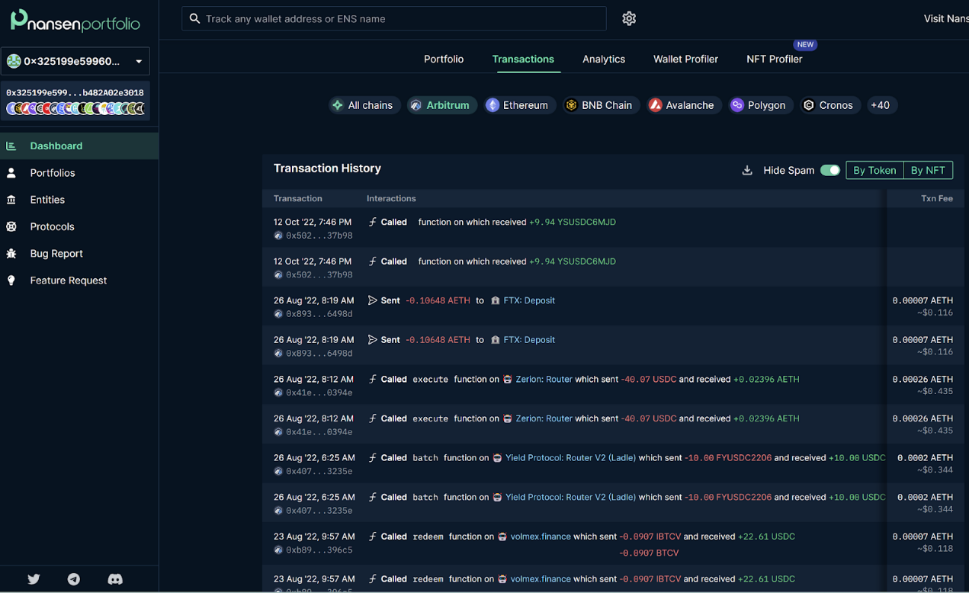 nansenportfolio
Track any wallet address or ENS name
Visit Nans
0x325199e59960...
0x325199e599...b482A02e3018
Dashboard
Portfolios
Entities
Protocols
Bug Report
Feature Request
NEW
Portfolio Transactions Analytics Wallet Profiler NFT Profiler
All chains Arbitrum Ethereum BNB Chain Avalanche Polygon Cronos +40
Transaction History Hide Spam By Token By NFT
Transaction Interactions Txn Fee
12 Oct '22, 7:46 PM Called function on which received +9.94 YSUSDC6MJD
0x502...37b98
12 Oct '22, 7:46 PM Called function on which received +9.94 YSUSDC6MJD
0x502...37b98
26 Aug '22, 8:19 AM Sent -0.10648 AETH to FTX: Deposit 0.00007 AETH
0x893...6498d ~$0.116
26 Aug '22, 8:19 AM Sent -0.10648 AETH to FTX: Deposit 0.00007 AETH
0x893...6498d ~$0.116
26 Aug '22, 8:12 AM Called execute function on Zerion: Router which sent -40.07 USDC and received +0.02396 AETH 0.00026 AETH
0x41e...0394e ~$0.435
26 Aug '22, 8:12 AM Called execute function on Zerion: Router which sent -40.07 USDC and received +0.02396 AETH 0.00026 AETH
0x41e...0394e ~$0.435
26 Aug '22, 6:25 AM Called batch function on Yield Protocol: Router V2 (Ladle) which sent -10.00 FYUSDC2206 and received +10.00 USDC 0.0002 AETH
0x407...3235e ~$0.344
26 Aug '22, 6:25 AM Called batch function on Yield Protocol: Router V2 (Ladle) which sent -10.00 FYUSDC2206 and received +10.00 USDC 0.0002 AETH
0x407...3235e ~$0.344
23 Aug '22, 9:57 AM Called redeem function on volmex.finance which sent -0.0907 IBTCV and received +22.61 USDC 0.00007 AETH
0xb89...396c5 -0.0907 BTCV ~$0.118
23 Aug '22, 9:57 AM Called redeem function on volmex.finance which sent -0.0907 IBTCV and received +22.61 USDC 0.00007 AETH
0xb89...396c5 ~$0.118